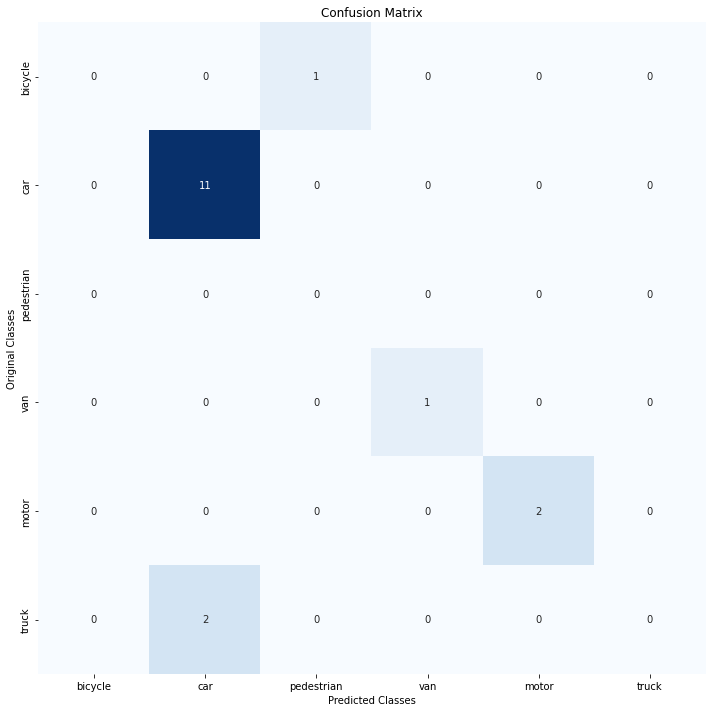 Confusion Matrix
bicycle 0 0 1 0 0 0
car 0 11 0 0 0 0
pedestrian 0 0 0 0 0 0
van 0 0 0 1 0 0
motor 0 0 0 0 2 0
truck 0 2 0 0 0 0
Original Classes
bicycle car pedestrian van motor truck
Predicted Classes